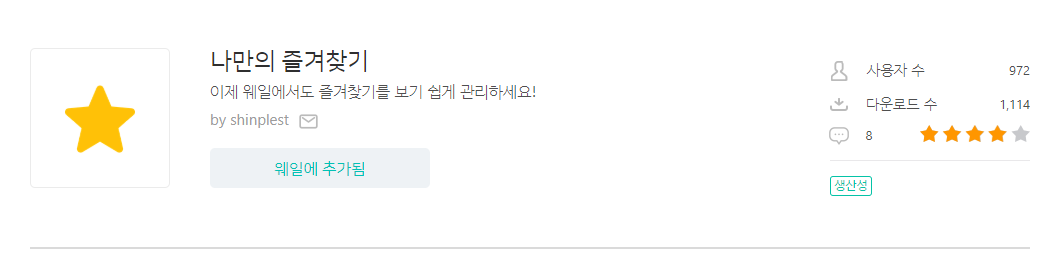 나만의 즐겨찾기
이제 웨일에서도 즐겨찾기를 보기 쉽게 관리하세요!
by shinplest
웨일에 추가됨
사용자 수 972
다운로드 수 1,114
8
생산성